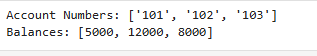 Account Numbers: ['101', '102', '103']
Balances: [5000, 12000, 8000]